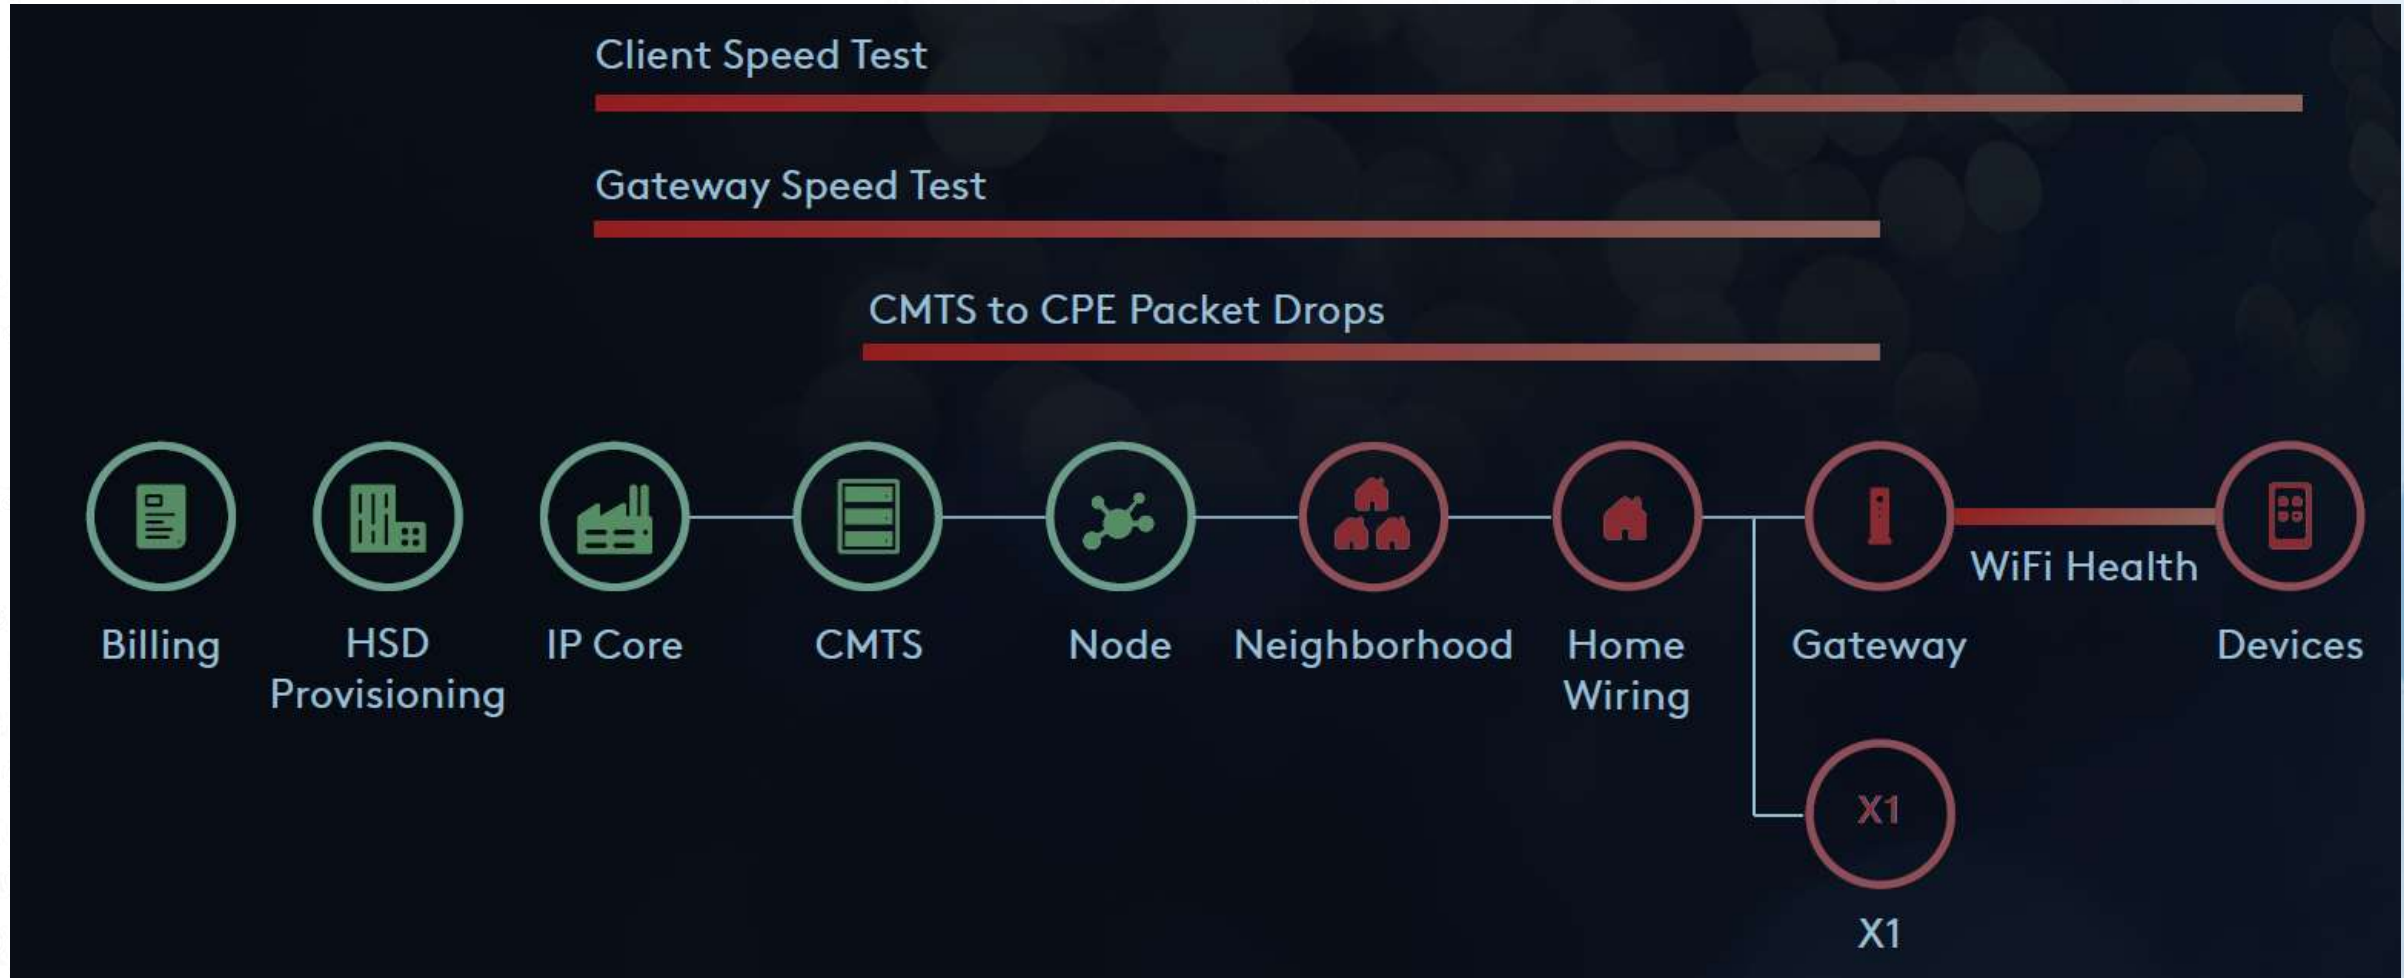 Client Speed Test
Gateway Speed Test
CMTS to CPE Packet Drops
WiFi Health
Billing
HSD
Provisioning
IP Core
CMTS
Node
Neighborhood
Home
Wiring
Gateway
Devices
X1
X1